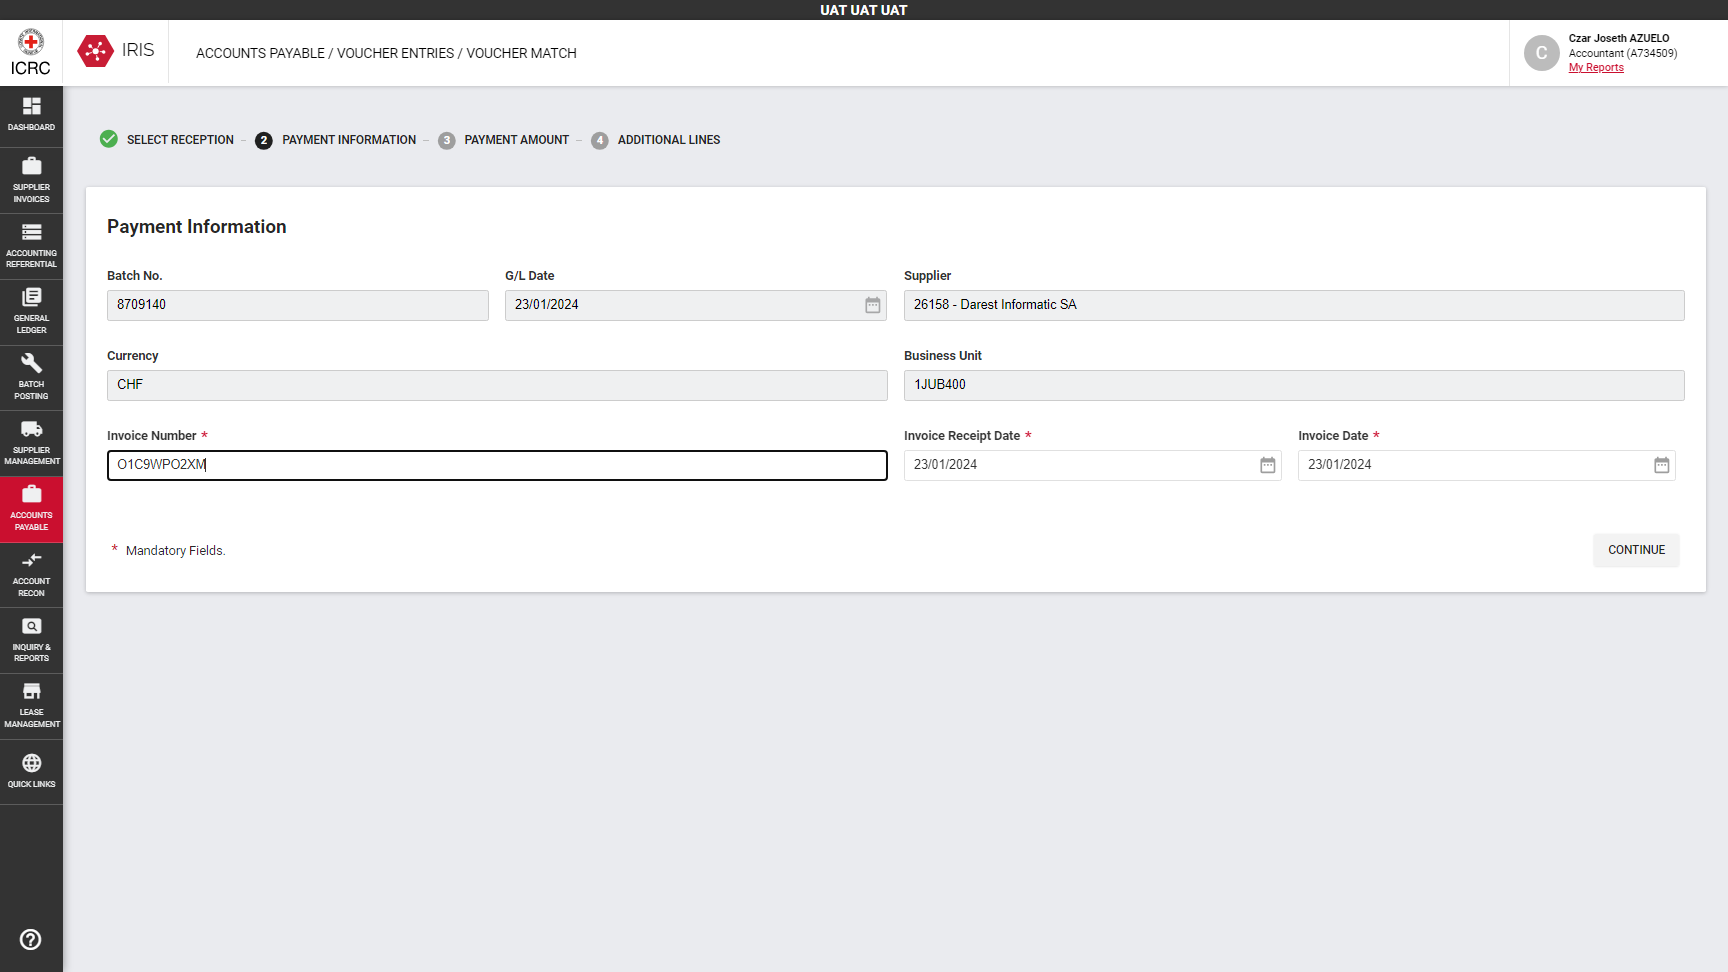 UAT UAT UAT
ICRC
IRIS
ACCOUNTS PAYABLE / VOUCHER ENTRIES / VOUCHER MATCH
C
Czar Joseth AZUELO
Accountant (A734509)
My Reports
DASHBOARD
SUPPLIER
INVOICES
ACCOUNTING
REFERENTIAL
GENERAL
LEDGER
BATCH
POSTING
SUPPLIER
MANAGEMENT
ACCOUNTS
PAYABLE
ACCOUNT
RECON
INQUIRY &
REPORTS
LEASE
MANAGEMENT
QUICK LINKS
SELECT RECEPTION
2 PAYMENT INFORMATION
3 PAYMENT AMOUNT
4 ADDITIONAL LINES
Payment Information
Batch No.
8709140
G/L Date
23/01/2024
Supplier
26158 - Darest Informatic SA
Currency
CHF
Business Unit
1JUB400
Invoice Number *
O1C9WPO2XM
Invoice Receipt Date *
23/01/2024
Invoice Date *
23/01/2024
* Mandatory Fields.
CONTINUE